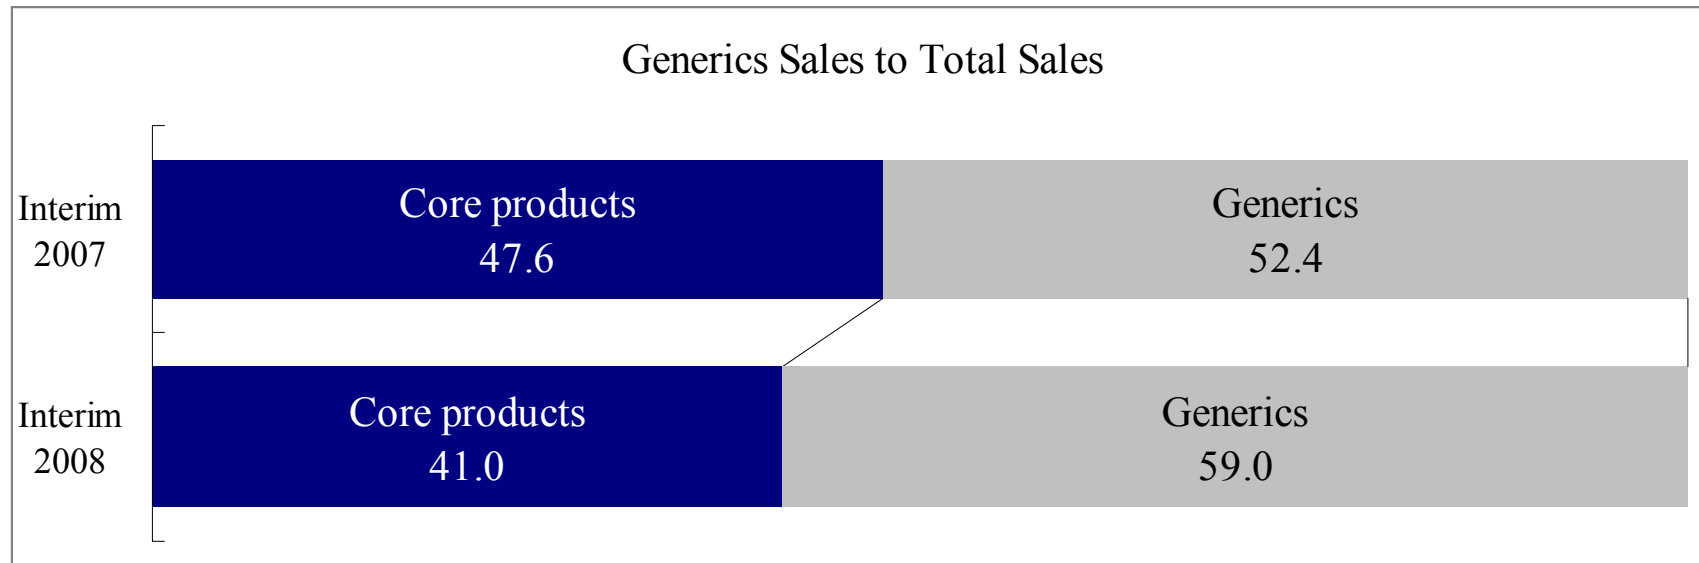 Generics Sales to Total Sales
Interim
2007
Core products
47.6
Generics
52.4
Interim
2008
Core products
41.0
Generics
59.0